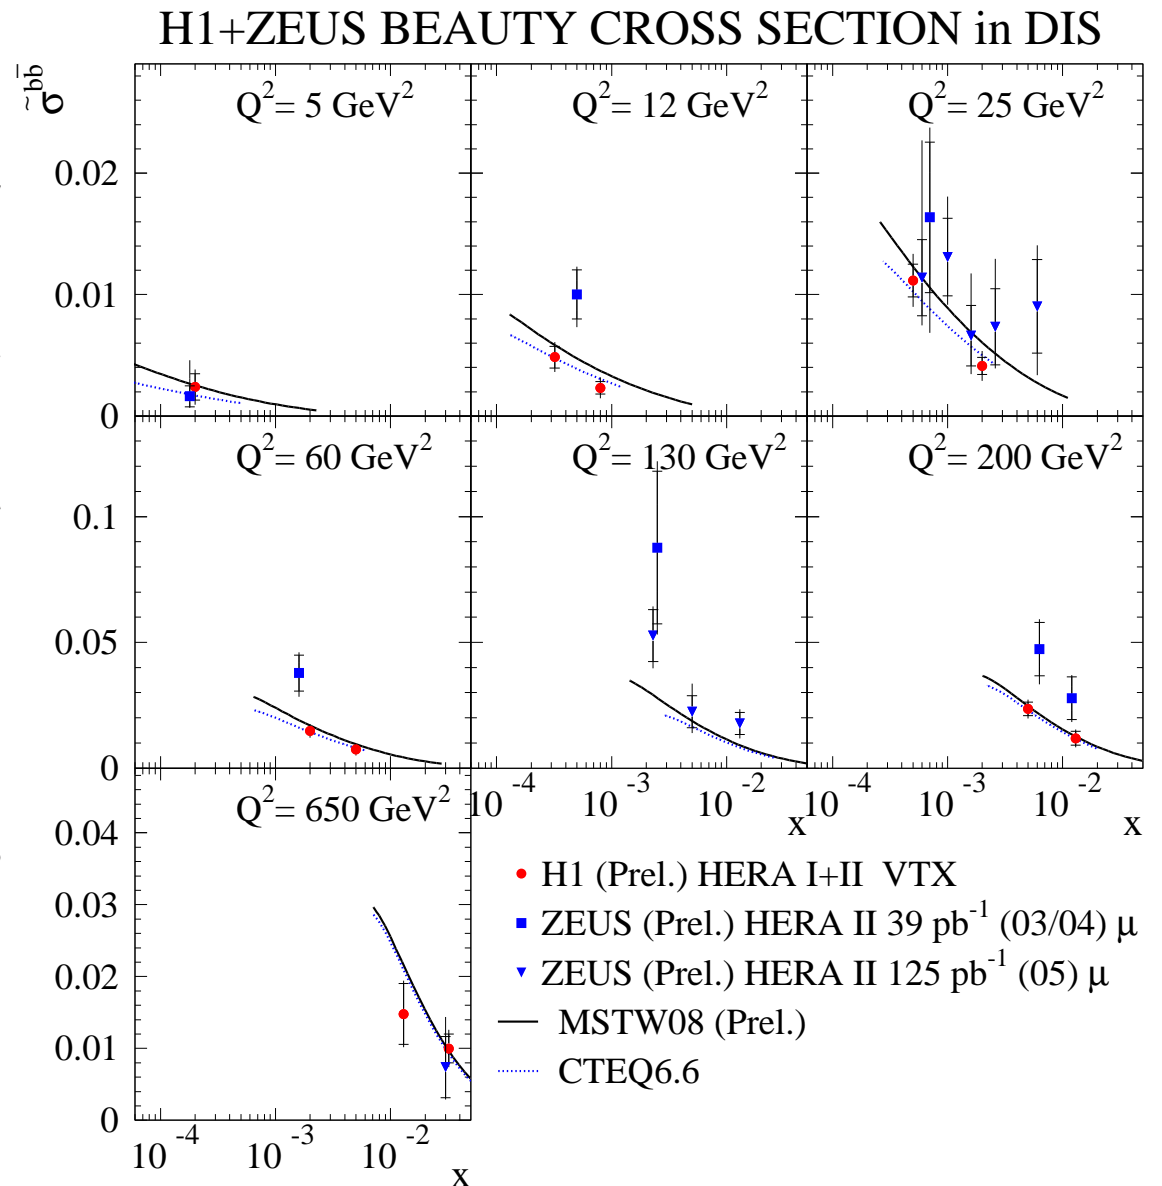 H1+ZEUS BEAUTY CROSS SECTION in DIS
σ̃ bb̄
Q²= 5 GeV²
Q²= 12 GeV²
Q²= 25 GeV²
0.02
0.01
0
Q²= 60 GeV²
Q²= 130 GeV²
Q²= 200 GeV²
0.1
0.05
0
10⁻⁴ 10⁻³ 10⁻² x
10⁻⁴ 10⁻³ 10⁻² x
Q²= 650 GeV²
0.04
0.03
0.02
0.01
0
10⁻⁴ 10⁻³ 10⁻² x
H1 (Prel.) HERA I+II VTX
ZEUS (Prel.) HERA II 39 pb⁻¹ (03/04) μ
ZEUS (Prel.) HERA II 125 pb⁻¹ (05) μ
MSTW08 (Prel.)
CTEQ6.6